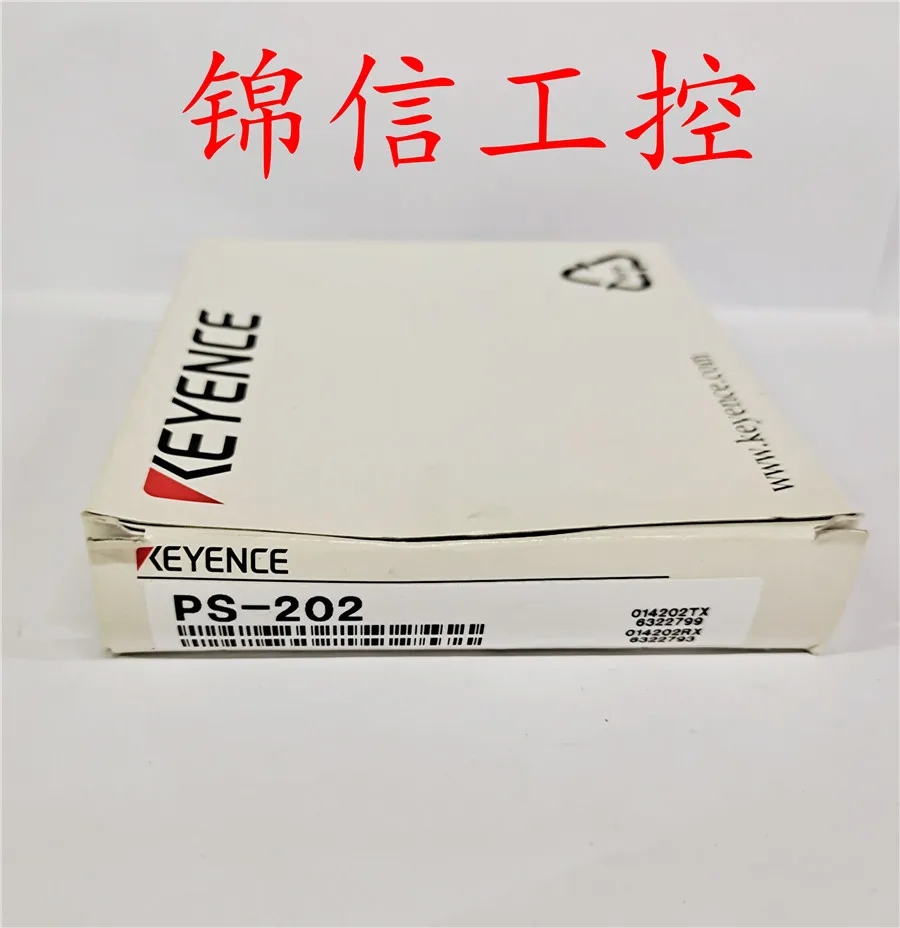 锦信工控
KEYENCE
www.keyence.com
KEYENCE
PS-202
014202TX
6322799
014202RX
6322793